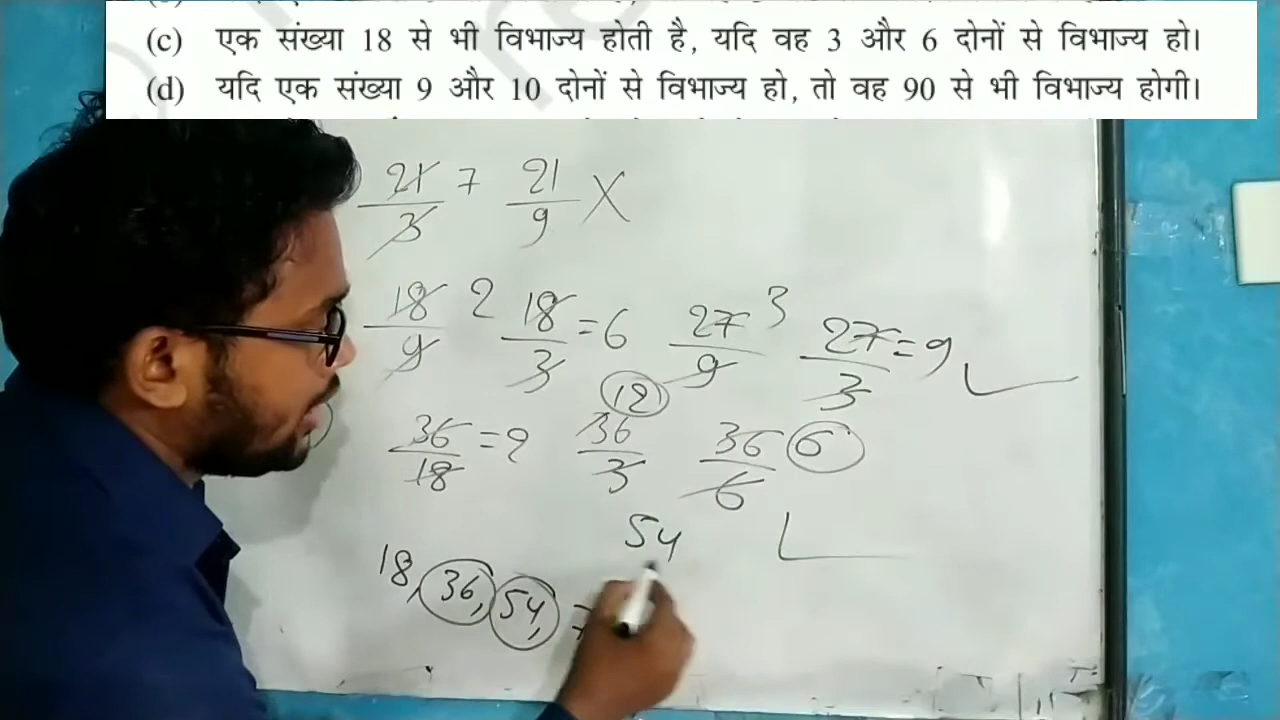 (c) एक संख्या 18 से भी विभाज्य होती है, यदि वह 3 और 6 दोनों से विभाज्य हो।
(d) यदि एक संख्या 9 और 10 दोनों से विभाज्य हो, तो वह 90 से भी विभाज्य होगी।
21/3 7 21/9 X
18/9 2 18/3 = 6 27/9 3 27/3 = 9
12
36/18 = 2 36/3 36/6 6
54
18, 36, 54, 7